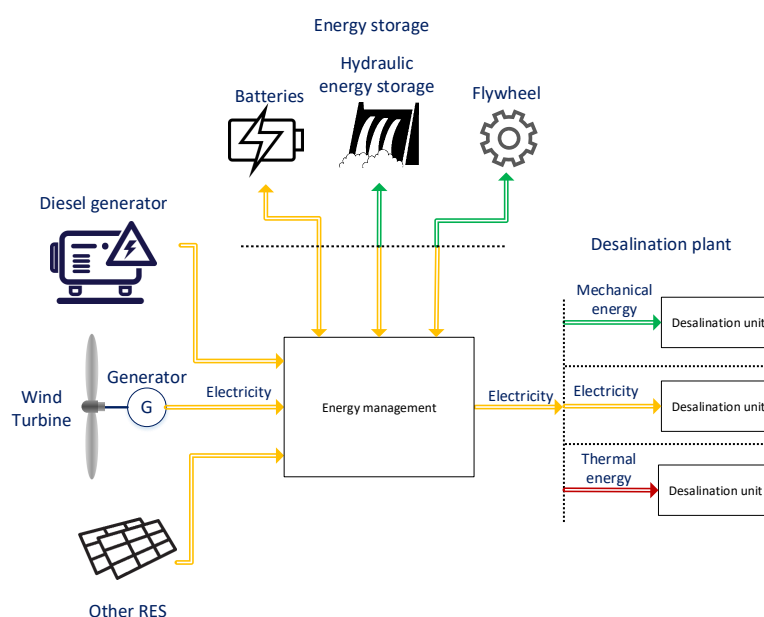 Energy storage
Hydraulic
energy storage
Batteries
Flywheel
Diesel generator
Desalination plant
Mechanical
energy
Desalination unit
Generator
Wind
Turbine
G
Electricity
Energy management
Electricity
Electricity
Desalination unit
Thermal
energy
Desalination unit
Other RES